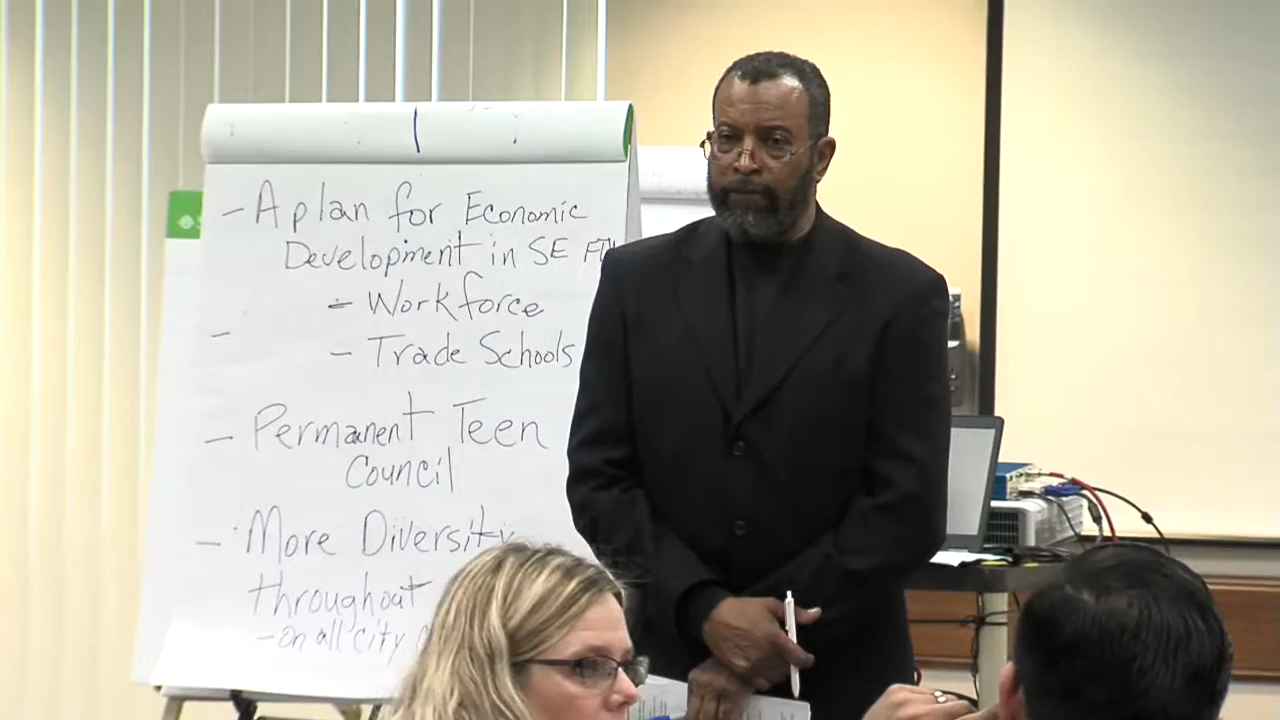 - A plan for Economic
Development in SE
- Workforce
- Trade Schools
-
- Permanent Teen
Council
- More Diversity
throughout
- on all city